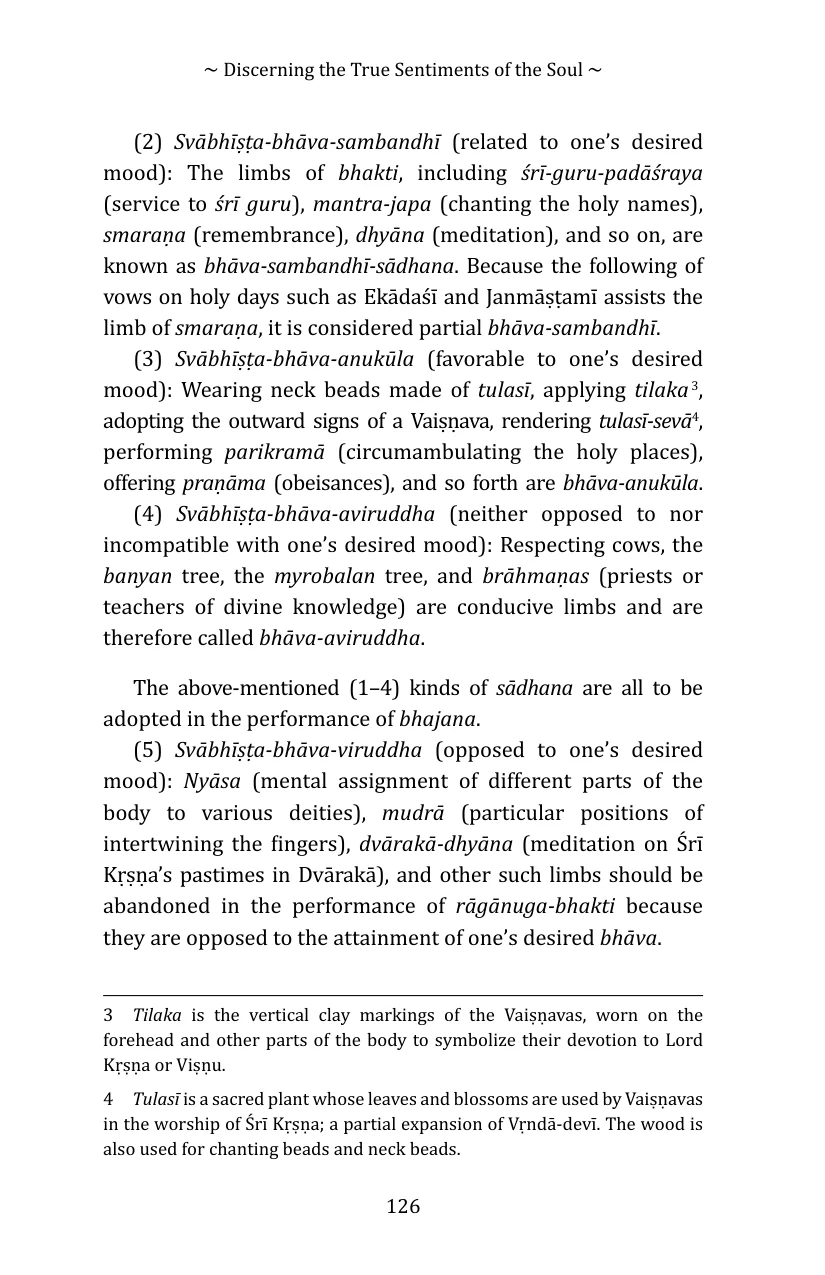 ~ Discerning the True Sentiments of the Soul ~
(2) Svābhīṣṭa-bhāva-sambandhī (related to one’s desired
mood): The limbs of bhakti, including śrī-guru-padāśraya
(service to śrī guru), mantra-japa (chanting the holy names),
smaraṇa (remembrance), dhyāna (meditation), and so on, are
known as bhāva-sambandhī-sādhana. Because the following of
vows on holy days such as Ekādaśī and Janmāṣṭamī assists the
limb of smaraṇa, it is considered partial bhāva-sambandhī.
(3) Svābhīṣṭa-bhāva-anukūla (favorable to one’s desired
mood): Wearing neck beads made of tulasī, applying tilaka³,
adopting the outward signs of a Vaiṣṇava, rendering tulasī-sevā⁴,
performing parikramā (circumambulating the holy places),
offering praṇāma (obeisances), and so forth are bhāva-anukūla.
(4) Svābhīṣṭa-bhāva-aviruddha (neither opposed to nor
incompatible with one’s desired mood): Respecting cows, the
banyan tree, the myrobalan tree, and brāhmaṇas (priests or
teachers of divine knowledge) are conducive limbs and are
therefore called bhāva-aviruddha.
The above-mentioned (1–4) kinds of sādhana are all to be
adopted in the performance of bhajana.
(5) Svābhīṣṭa-bhāva-viruddha (opposed to one’s desired
mood): Nyāsa (mental assignment of different parts of the
body to various deities), mudrā (particular positions of
intertwining the fingers), dvārakā-dhyāna (meditation on Śrī
Kṛṣṇa’s pastimes in Dvārakā), and other such limbs should be
abandoned in the performance of rāgānuga-bhakti because
they are opposed to the attainment of one’s desired bhāva.
3 Tilaka is the vertical clay markings of the Vaiṣṇavas, worn on the
forehead and other parts of the body to symbolize their devotion to Lord
Kṛṣṇa or Viṣṇu.
4 Tulasī is a sacred plant whose leaves and blossoms are used by Vaiṣṇavas
in the worship of Śrī Kṛṣṇa; a partial expansion of Vṛndā-devī. The wood is
also used for chanting beads and neck beads.
126